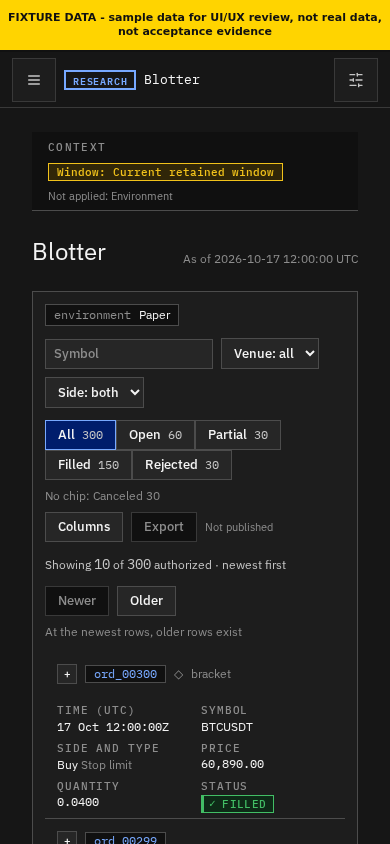 FIXTURE DATA - sample data for UI/UX review, not real data,
not acceptance evidence
RESEARCH Blotter
CONTEXT
Window: Current retained window
Not applied: Environment
Blotter As of 2026-10-17 12:00:00 UTC
environment Paper
Symbol Venue: all
Side: both
All 300 Open 60 Partial 30
Filled 150 Rejected 30
No chip: Canceled 30
Columns Export Not published
Showing 10 of 300 authorized · newest first
Newer Older
At the newest rows, older rows exist
+ ord_00300 ◇ bracket
TIME (UTC) SYMBOL
17 Oct 12:00:00Z BTCUSDT
SIDE AND TYPE PRICE
Buy Stop limit 60,890.00
QUANTITY STATUS
0.0400 ✓ FILLED
+ ord_00299